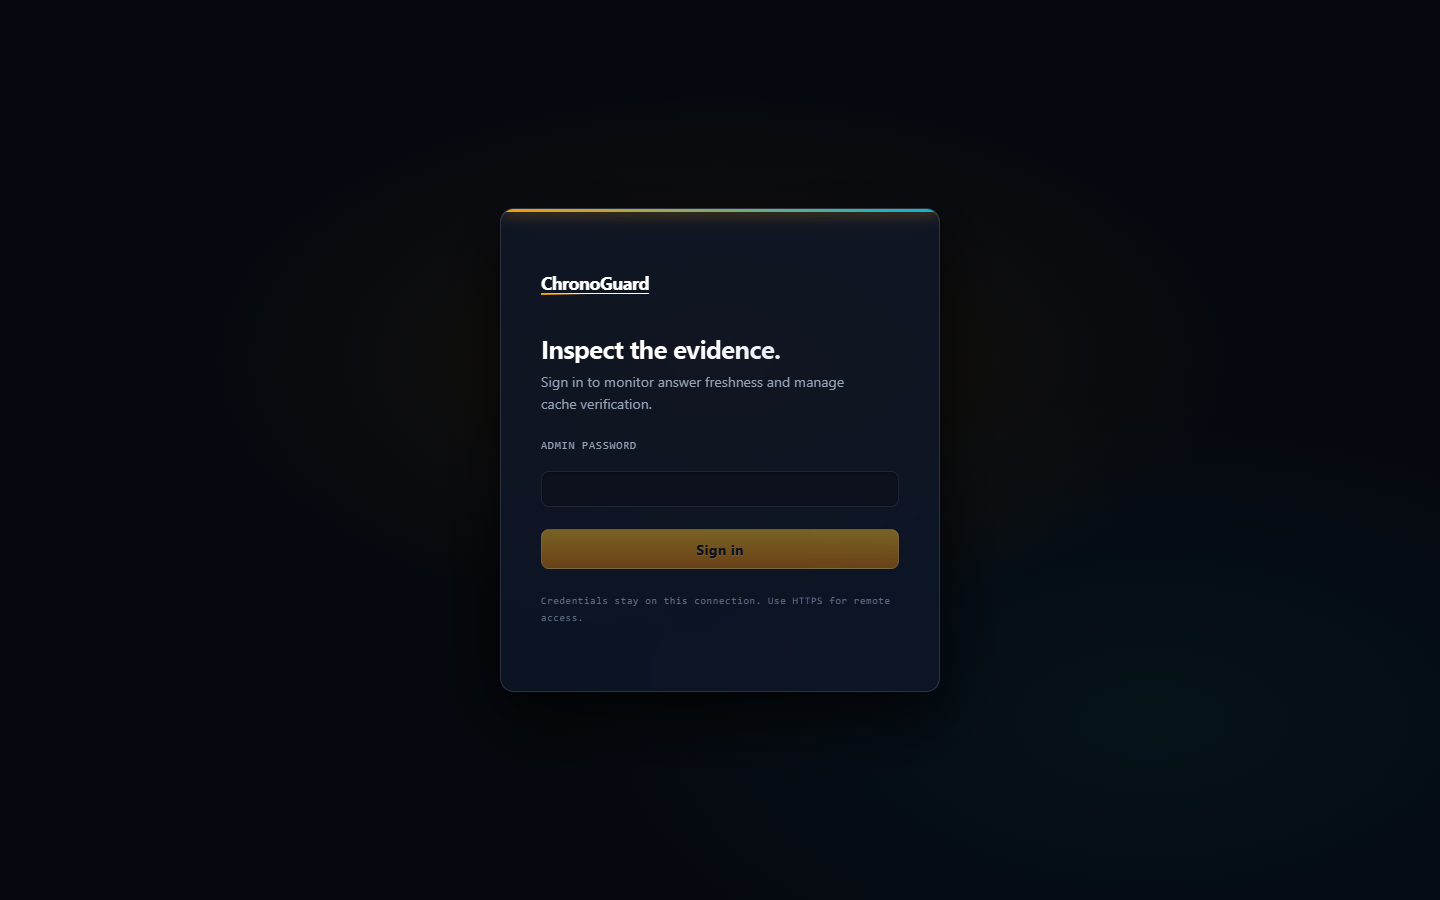 ChronoGuard
Inspect the evidence.
Sign in to monitor answer freshness and manage
cache verification.
ADMIN PASSWORD
Sign in
Credentials stay on this connection. Use HTTPS for remote
access.